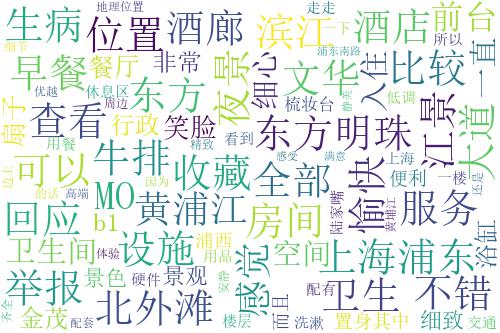 生病
位置
地理位置
酒廊
滨江
走走
下
酒店
前台
细节
早餐
餐厅
非常
夜景
细心
文华
浦东南路
入住
比较
所以
一直
优越
休息区
东方
梳妆台
静谧
低调
扇子
查看
周边
行政
笑脸
看到
东方明珠
江景
大道
用餐
精致
感受
满意
上海
可以
牛排
收藏
全部
愉快
便利
一楼
还是
边上
MO
因为
陆家嘴
黄浦江
的话
高端
回应
b1
黄浦江
房间
服务
浴缸
卫生间
体验
设施
浦西
感觉
空间
上海浦东
举报
景色
硬件
景观
用品
安静
配有
卫生
不错
齐全
金茂
配套
北外滩
楼层
而且
洗漱
置身其中
细致
交通